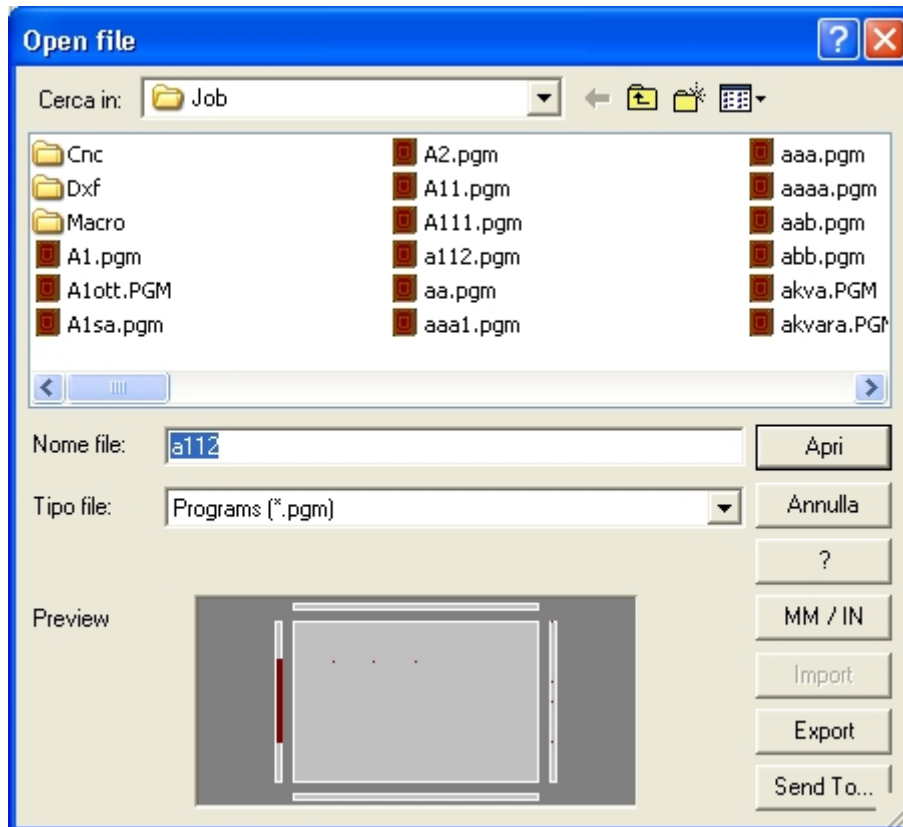 Open file
Cerca in:
Job
Cnc
Dxf
Macro
A1.pgm
A1ott.PGM
A1sa.pgm
A2.pgm
A11.pgm
A111.pgm
a112.pgm
aa.pgm
aaa1.pgm
aaa.pgm
aaaa.pgm
aab.pgm
abb.pgm
akva.PGM
akvara.PGM
Nome file:
a112
Apri
Tipo file:
Programs (*.pgm)
Annulla
?
Preview
MM / IN
Import
Export
Send To...